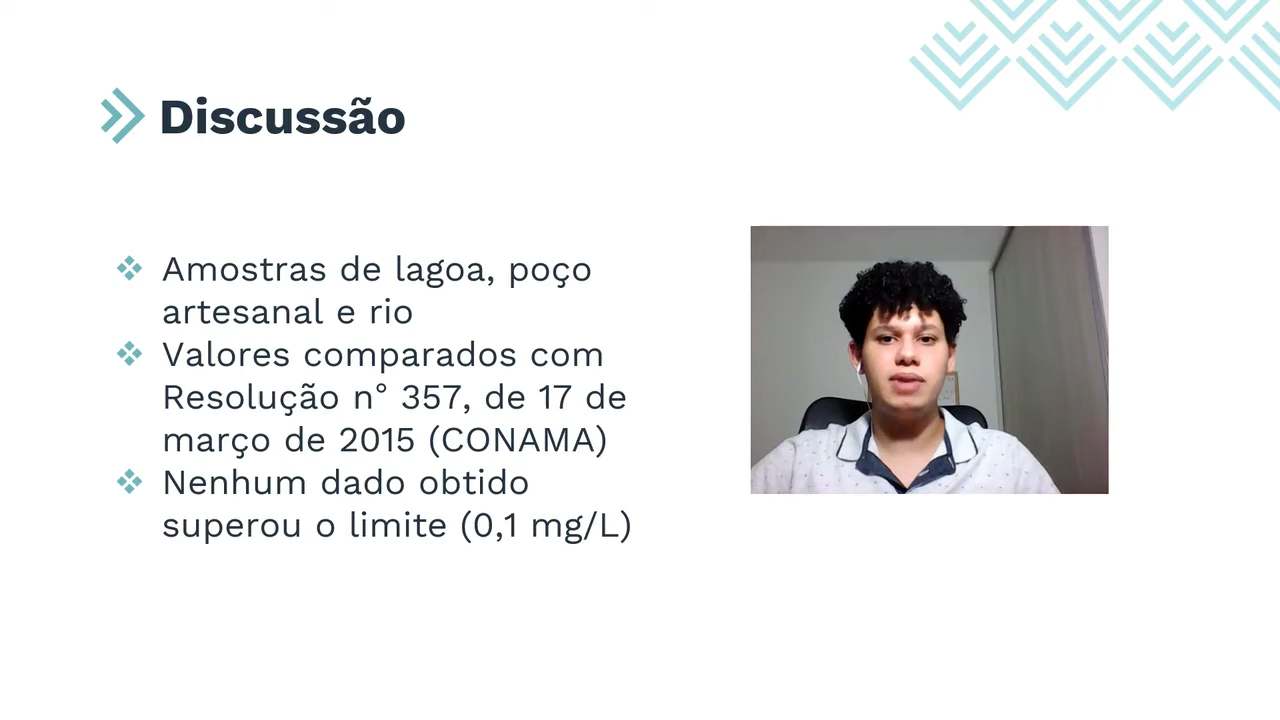 Discussão
Amostras de lagoa, poço
artesanal e rio
Valores comparados com
Resolução n° 357, de 17 de
março de 2015 (CONAMA)
Nenhum dado obtido
superou o limite (0,1 mg/L)